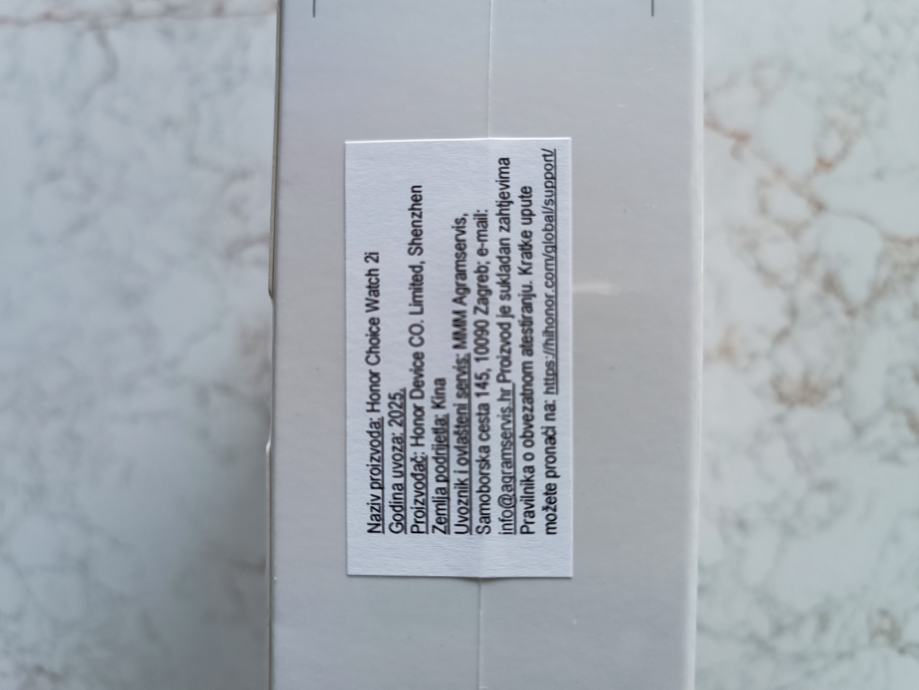 Naziv proizvoda: Honor Choice Watch 2i
Godina uvoza: 2025.
Proizvođač: Honor Device CO. Limited, Shenzhen
Zemlja podrijetla: Kina
Uvoznik i ovlašteni servis: MMM Agramservis,
Samoborska cesta 145, 10090 Zagreb; e-mail:
info@agramservis.hr Proizvod je sukladan zahtjevima
Pravilnika o obvezatnom atestiranju. Kratke upute
možete pronaći na: https://hihonor.com/global/support/